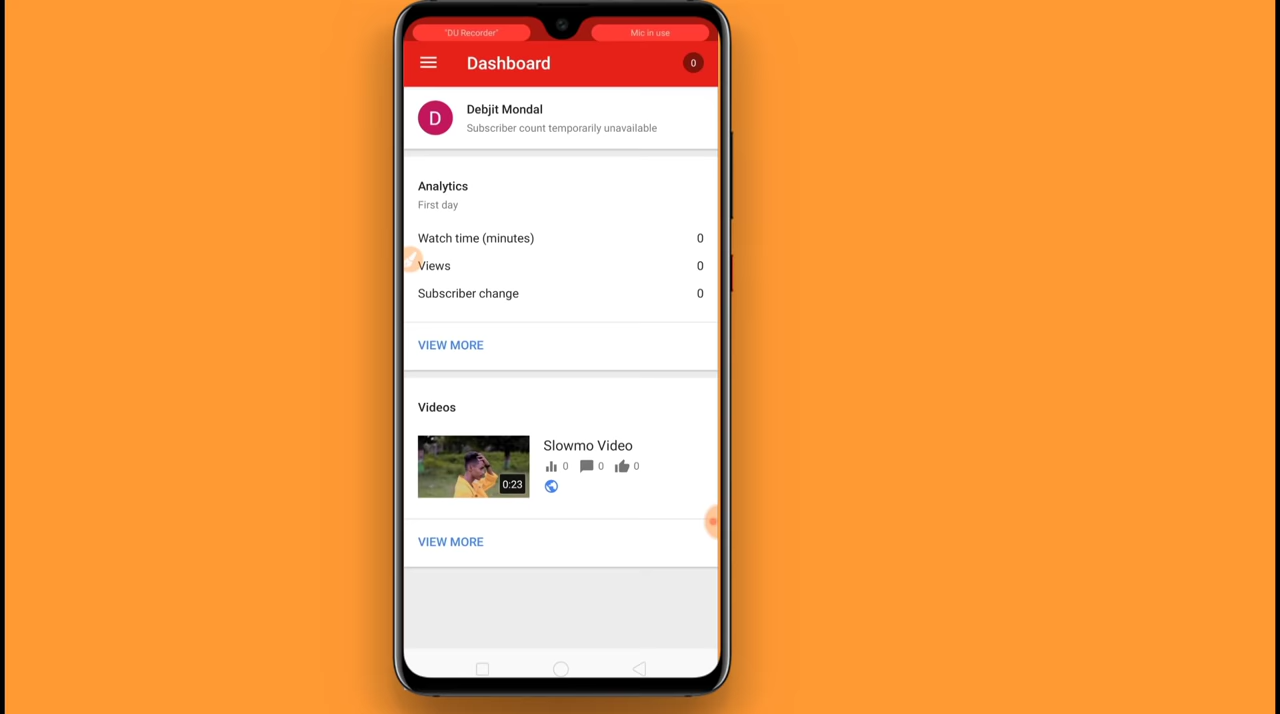 "DU Recorder" Mic in use
Dashboard 0
D
Debjit Mondal
Subscriber count temporarily unavailable
Analytics
First day
Watch time (minutes) 0
Views 0
Subscriber change 0
VIEW MORE
Videos
Slowmo Video
0 0 0
0:23
VIEW MORE